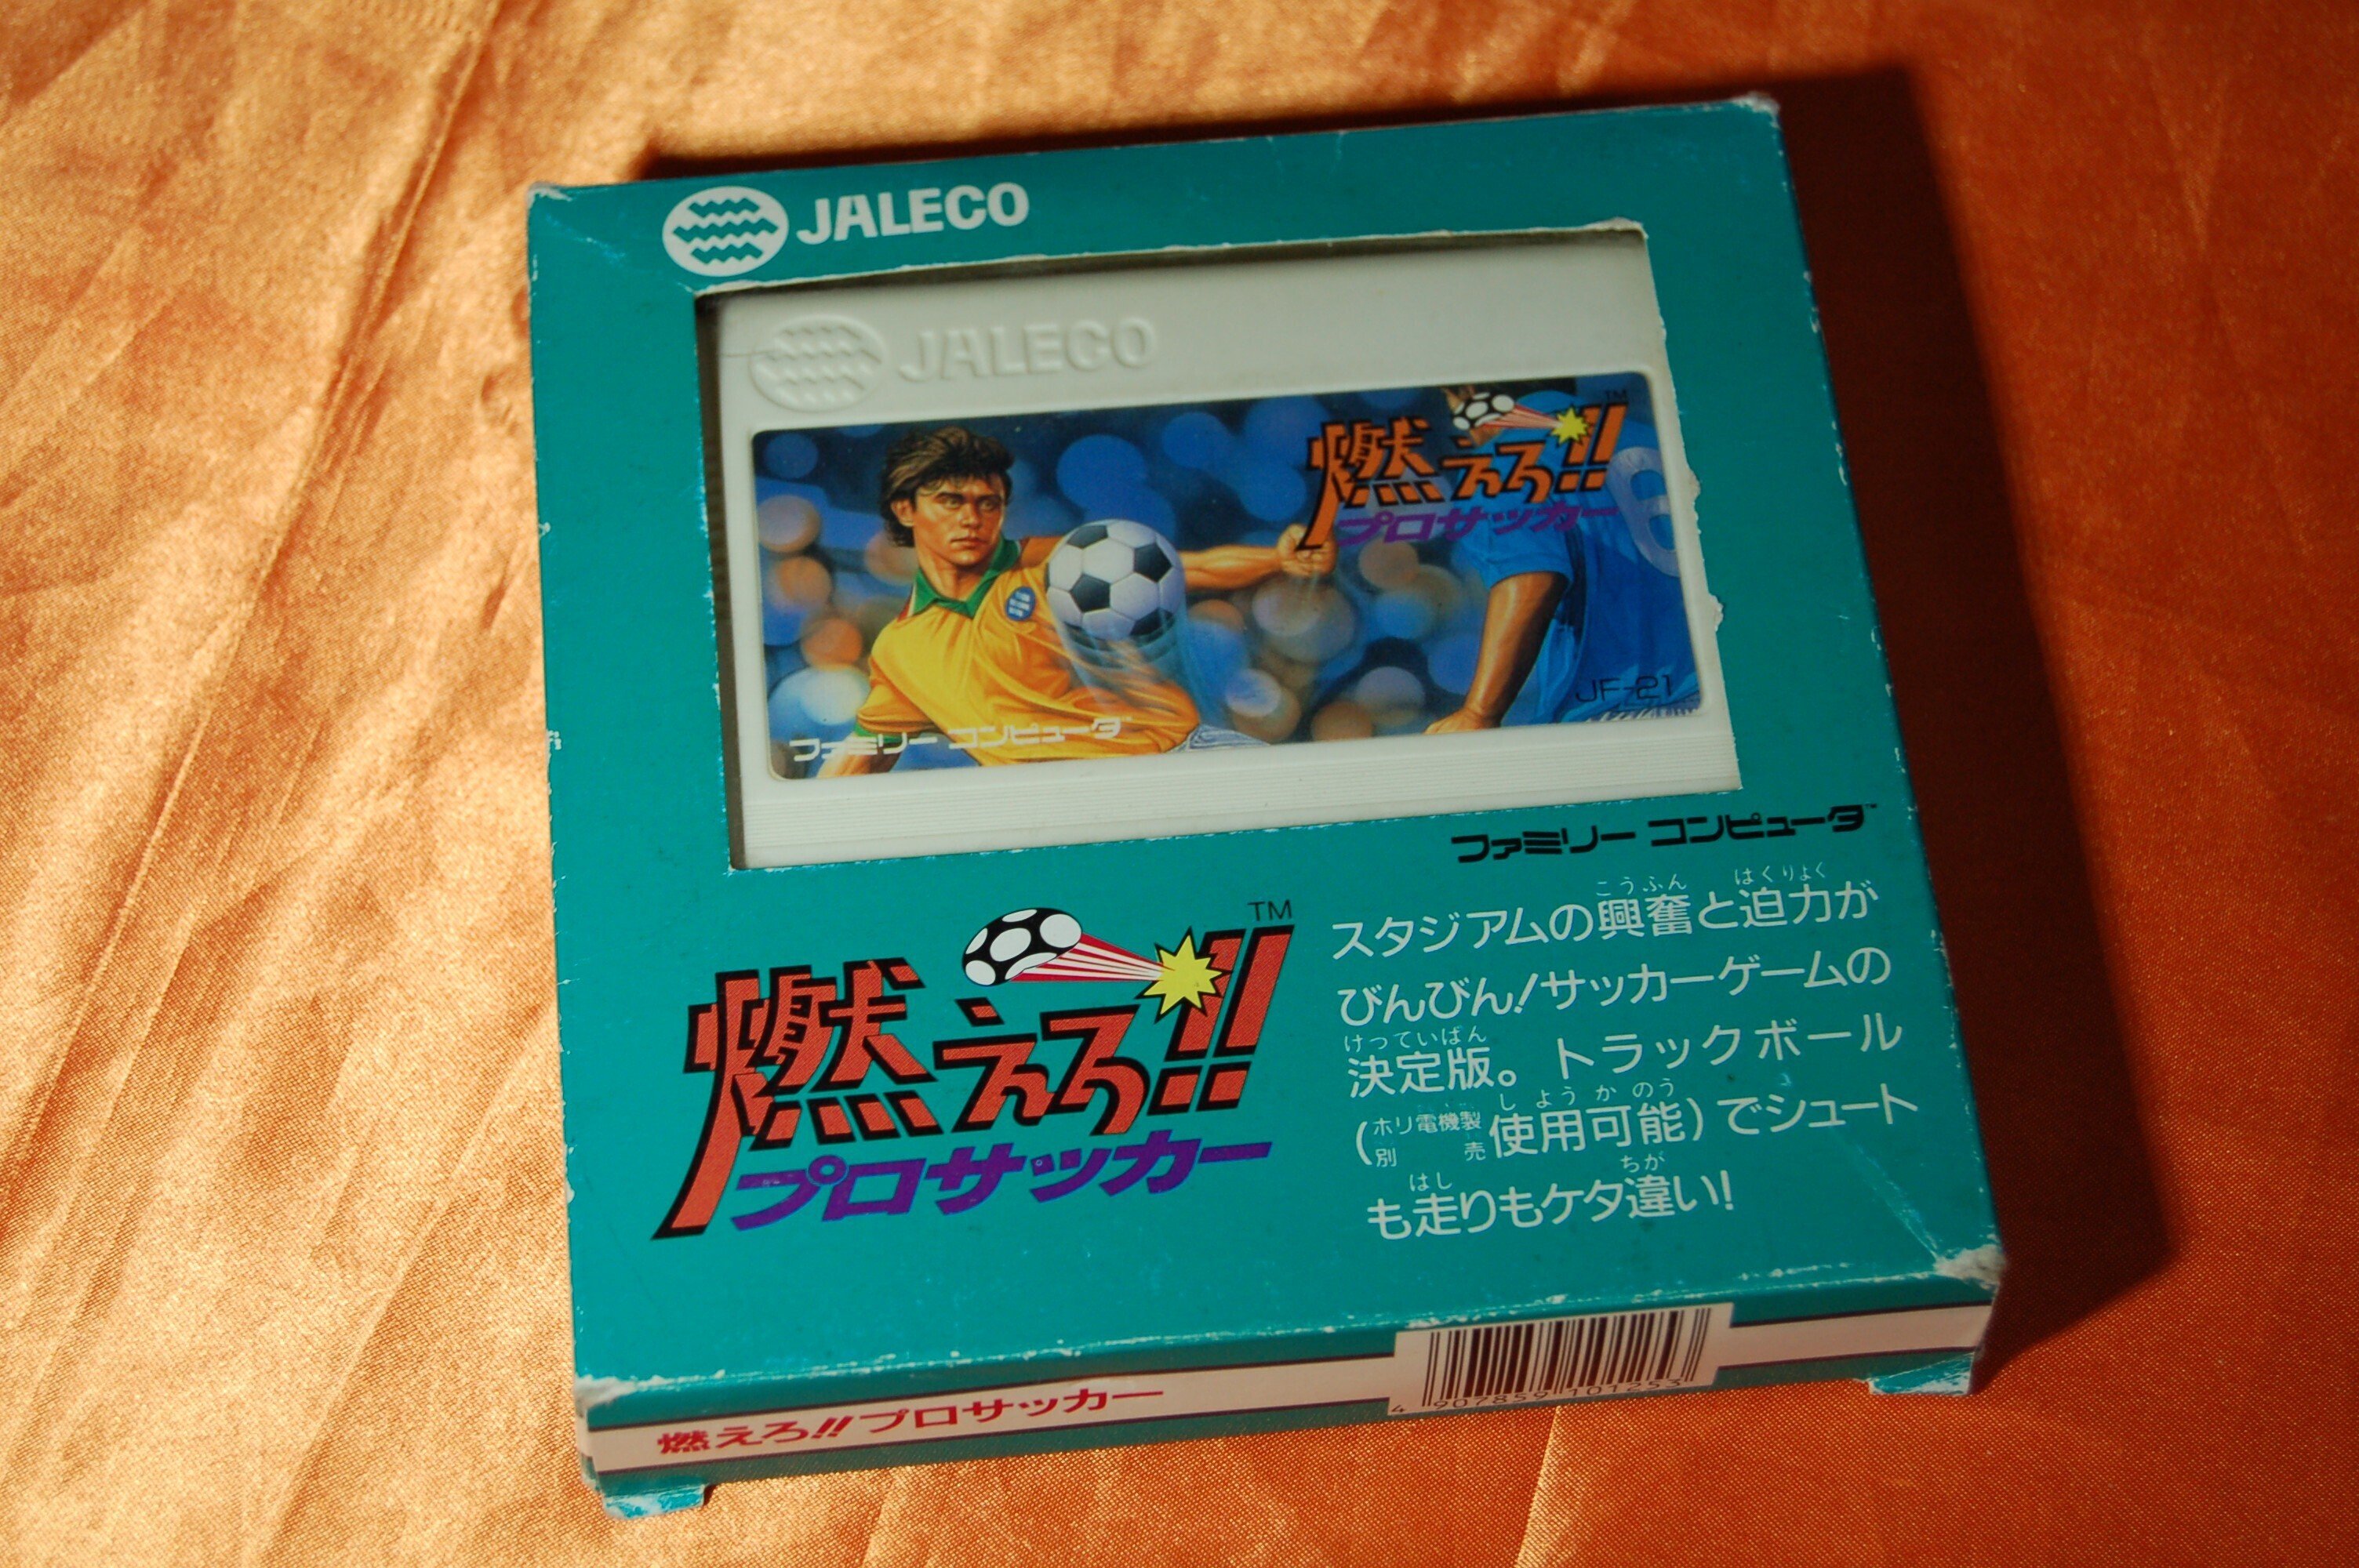 JALECO
JALECO
燃えろ!!
TM
プロサッカー
6
JF-21
ファミリー コンピュータ
ファミリー コンピュータ
TM
燃えろ!!
プロサッカー
こうふん はくりょく
スタジアムの興奮と迫力が
びんびん!サッカーゲームの
けっていばん
決定版。トラックボール
しようかのう
(ホリ電機製別売使用可能)でシュート
はし ちが
も走りもケタ違い!
燃えろ!!プロサッカー
4 907859 101253